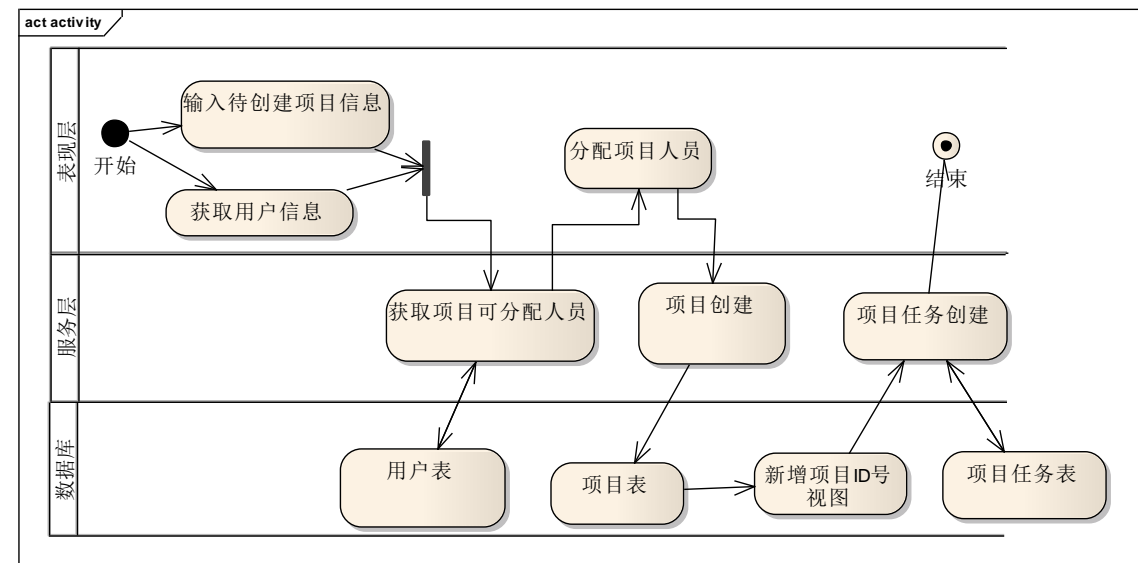 act activity
表现层
输入待创建项目信息
开始
获取用户信息
分配项目人员
结束
服务层
获取项目可分配人员
项目创建
项目任务创建
数据库
用户表
项目表
新增项目ID号
视图
项目任务表